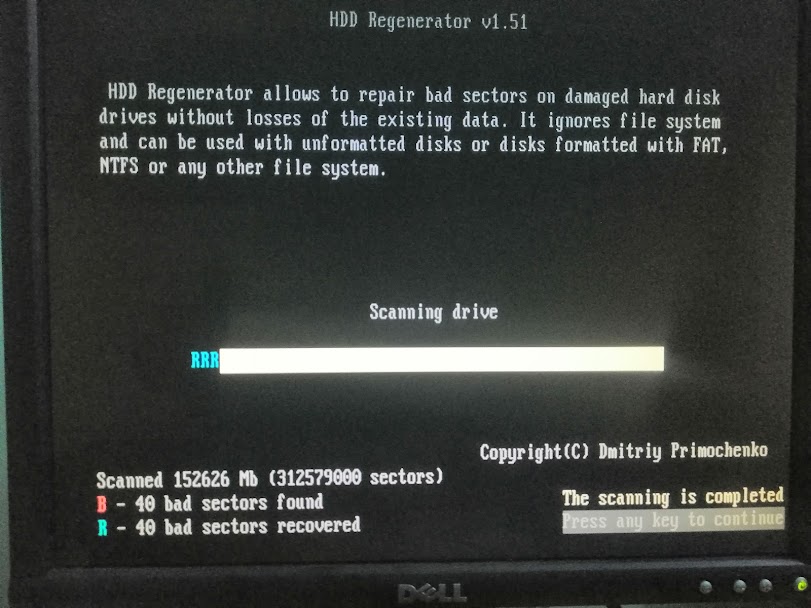 HDD Regenerator v1.51
HDD Regenerator allows to repair bad sectors on damaged hard disk
drives without losses of the existing data. It ignores file system
and can be used with unformatted disks or disks formatted with FAT,
NTFS or any other file system.
Scanning drive
RRR
Copyright(C) Dmitriy Primochenko
Scanned 152626 Mb (312579000 sectors)
B - 40 bad sectors found
R - 40 bad sectors recovered
The scanning is completed
Press any key to continue
DELL